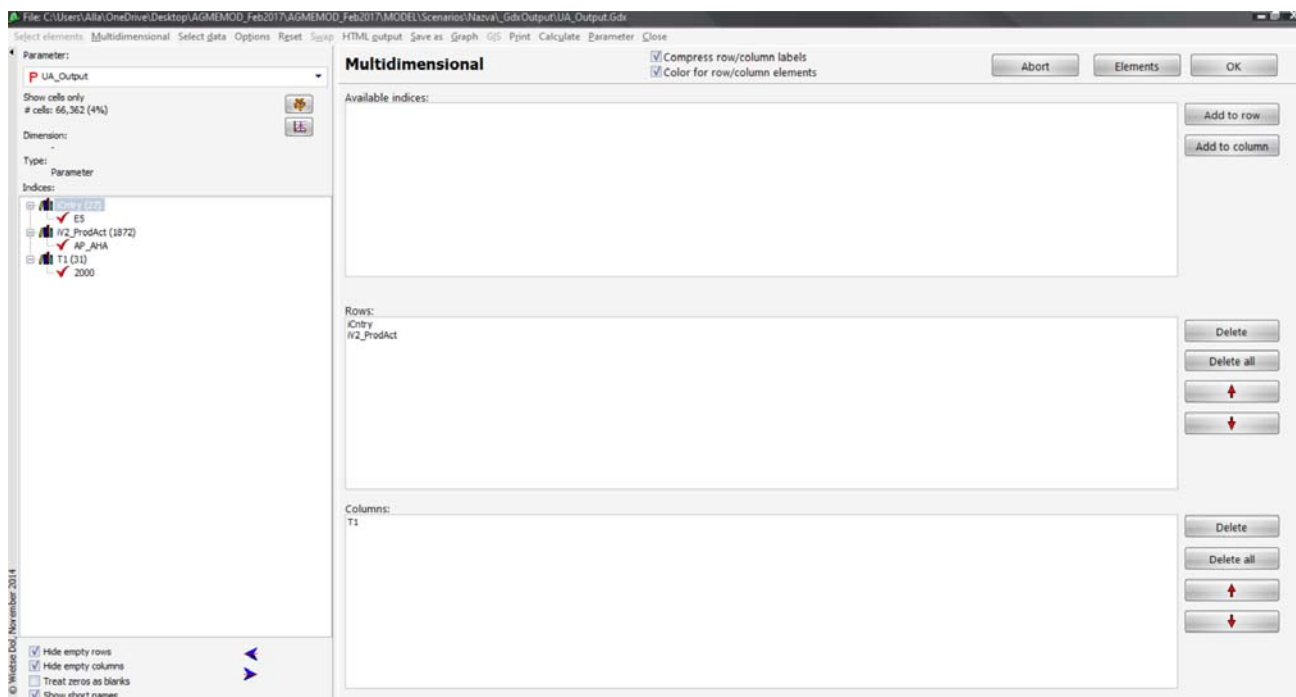 File: C:\Users\Alla\OneDrive\Desktop\AGMEMOD_Feb2017\AGMEMOD_Feb2017\MODEL\Scenarios\Nazva\_GdxOutput\UA_Output.Gdx
Select elements Multidimensional Select data Options Reset Swap HTML output Save as Graph GIS Print Calculate Parameter Close
Parameter:
P UA_Output
Show cells only
# cells: 66,362 (4%)
Dimension:
-
Type:
Parameter
Indices:
iCntry (27)
E5
iV2_ProdAct (1872)
AP_AHA
T1 (31)
2000
Hide empty rows
Hide empty columns
Treat zeros as blanks
Show short names
© Wietse Dol, November 2014
Multidimensional
Compress row/column labels
Color for row/column elements
Abort Elements OK
Available indices:
Add to row
Add to column
Rows:
iCntry
iV2_ProdAct
Delete
Delete all
Columns:
T1
Delete
Delete all